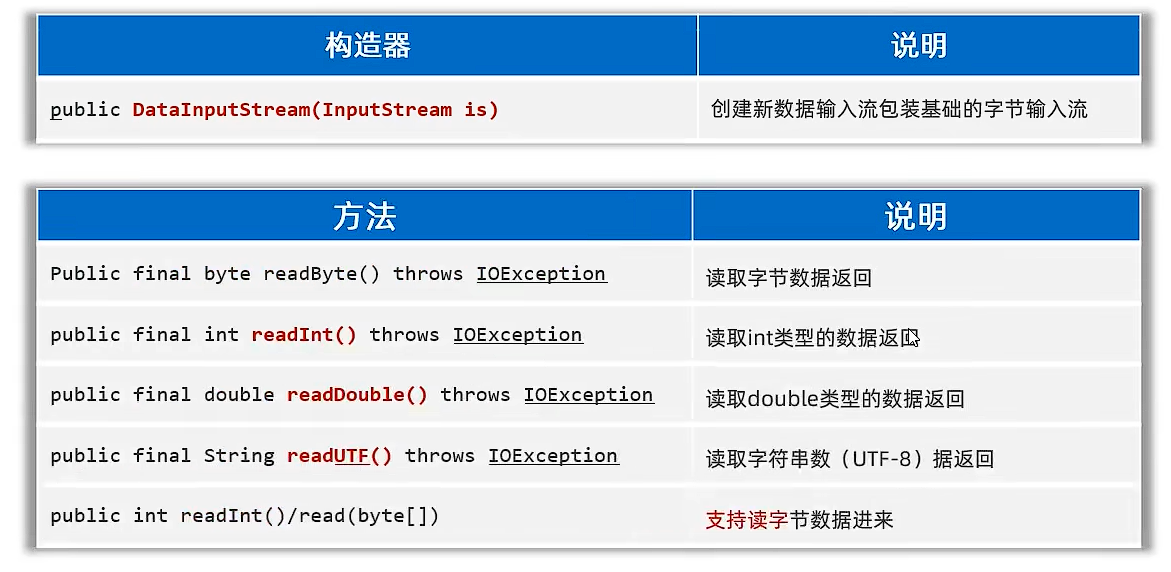 构造器 说明
public DataInputStream(InputStream is) 创建新数据输入流包装基础的字节输入流
方法 说明
Public final byte readByte() throws IOException 读取字节数据返回
public final int readInt() throws IOException 读取int类型的数据返回
public final double readDouble() throws IOException 读取double类型的数据返回
public final String readUTF() throws IOException 读取字符串数（UTF-8）据返回
public int readInt()/read(byte[]) 支持读字节数据进来